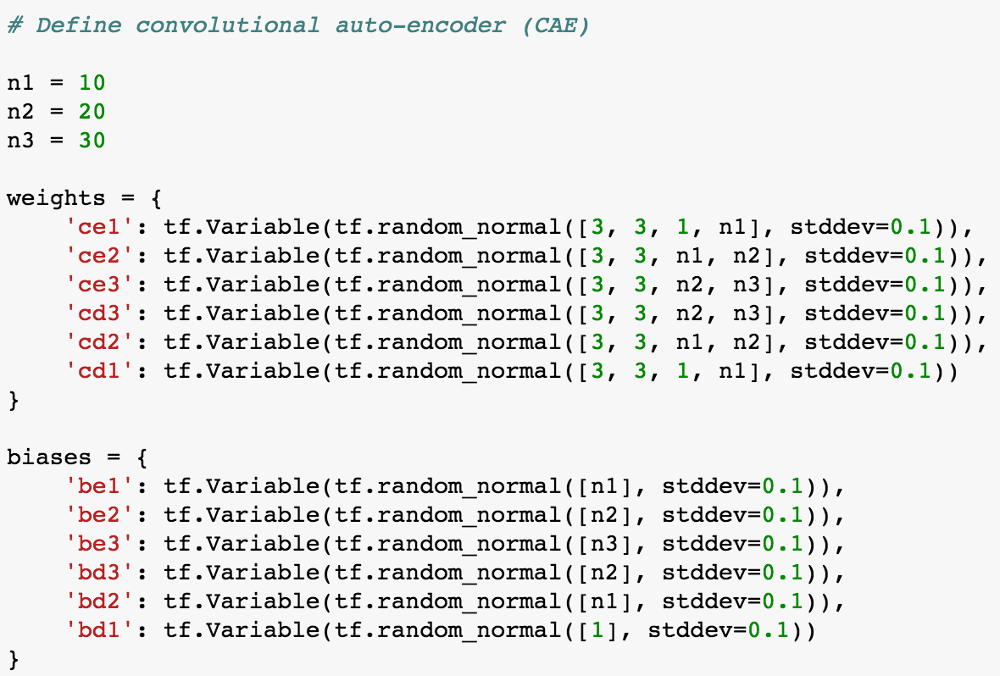 # Define convolutional auto-encoder (CAE)
n1 = 10
n2 = 20
n3 = 30
weights = {
    'ce1': tf.Variable(tf.random_normal([3, 3, 1, n1], stddev=0.1)),
    'ce2': tf.Variable(tf.random_normal([3, 3, n1, n2], stddev=0.1)),
    'ce3': tf.Variable(tf.random_normal([3, 3, n2, n3], stddev=0.1)),
    'cd3': tf.Variable(tf.random_normal([3, 3, n2, n3], stddev=0.1)),
    'cd2': tf.Variable(tf.random_normal([3, 3, n1, n2], stddev=0.1)),
    'cd1': tf.Variable(tf.random_normal([3, 3, 1, n1], stddev=0.1))
}
biases = {
    'be1': tf.Variable(tf.random_normal([n1], stddev=0.1)),
    'be2': tf.Variable(tf.random_normal([n2], stddev=0.1)),
    'be3': tf.Variable(tf.random_normal([n3], stddev=0.1)),
    'bd3': tf.Variable(tf.random_normal([n2], stddev=0.1)),
    'bd2': tf.Variable(tf.random_normal([n1], stddev=0.1)),
    'bd1': tf.Variable(tf.random_normal([1], stddev=0.1))
}